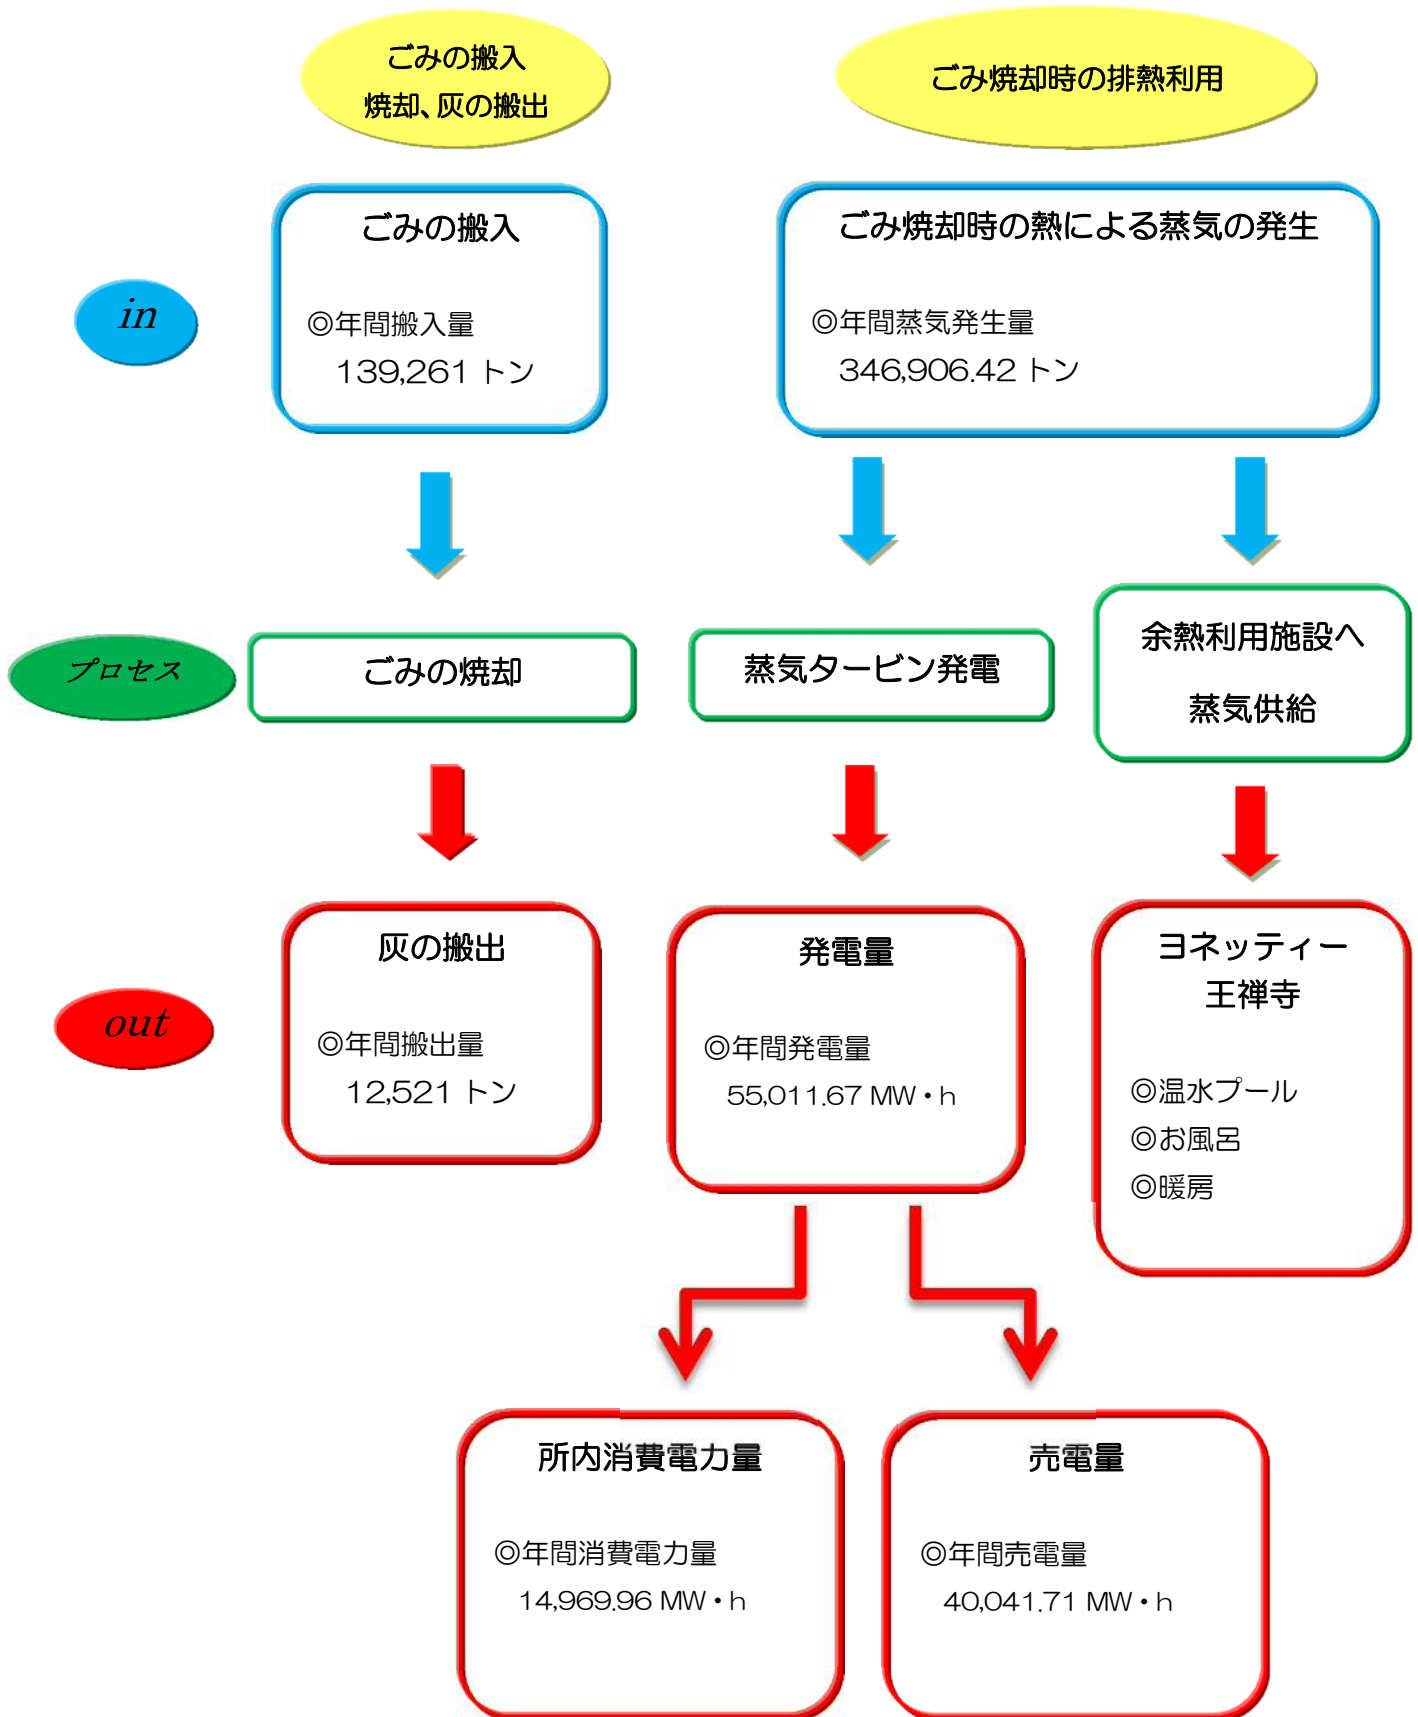 ごみの搬入
焼却、灰の搬出
ごみ焼却時の排熱利用
in
ごみの搬入
◎年間搬入量
139,261 トン
ごみ焼却時の熱による蒸気の発生
◎年間蒸気発生量
346,906.42 トン
プロセス
ごみの焼却
蒸気タービン発電
余熱利用施設へ
蒸気供給
out
灰の搬出
◎年間搬出量
12,521 トン
発電量
◎年間発電量
55,011.67 MW・h
ヨネッティー
王禅寺
◎温水プール
◎お風呂
◎暖房
所内消費電力量
◎年間消費電力量
14,969.96 MW・h
売電量
◎年間売電量
40,041.71 MW・h